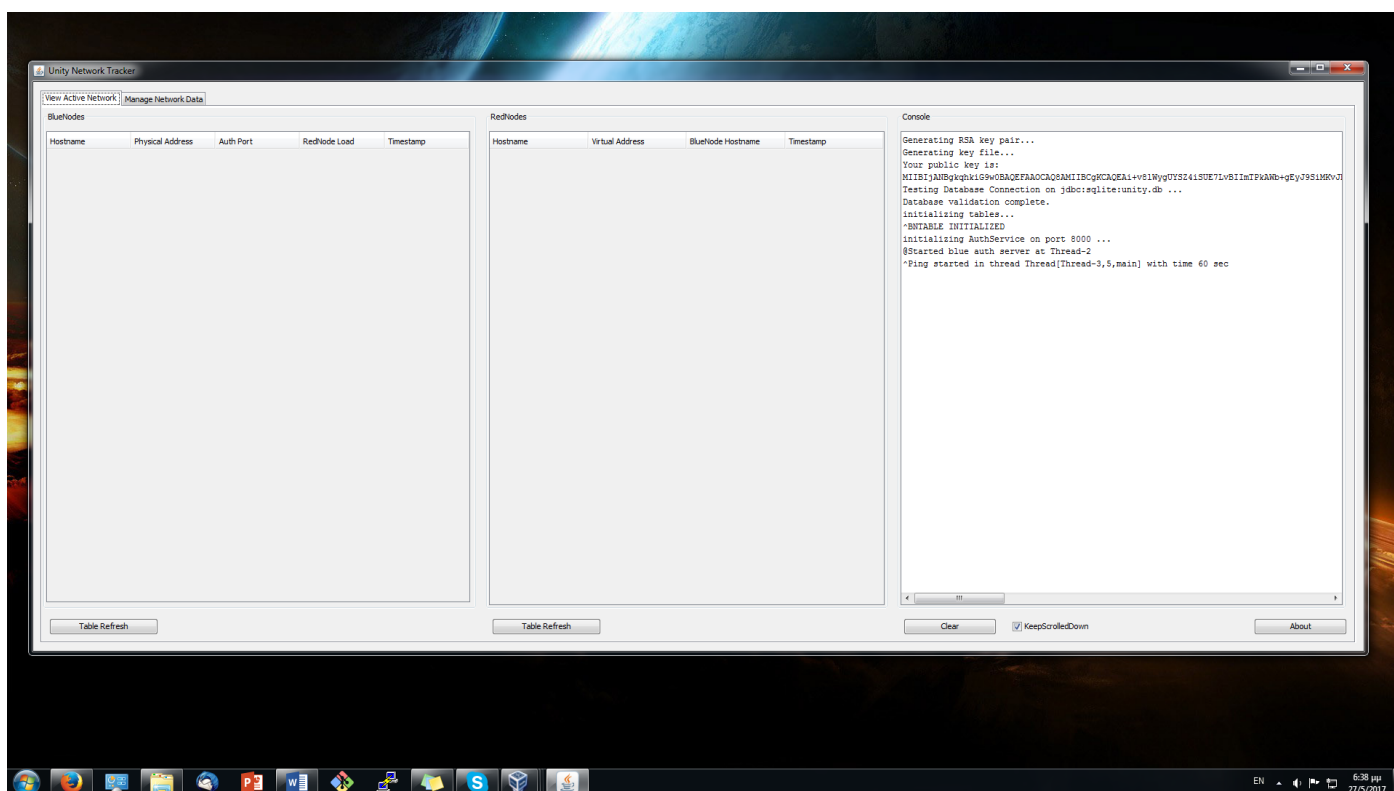 Unity Network Tracker
View Active Network Manage Network Data
BlueNodes
Hostname Physical Address Auth Port RedNode Load Timestamp
Table Refresh
RedNodes
Hostname Virtual Address BlueNode Hostname Timestamp
Table Refresh
Console
Generating RSA key pair...
Generating key file...
Your public key is:
Testing Database Connection on jdbc:sqlite:unity.db ...
Database validation complete.
initializing tables...
^BNTABLE INITIALIZED
initializing AuthService on port 8000 ...
@Started blue auth server at Thread-2
^Ping started in thread Thread[Thread-3,5,main] with time 60 sec
Clear KeepScrolledDown About
EN
6:38 μμ
27/5/2017